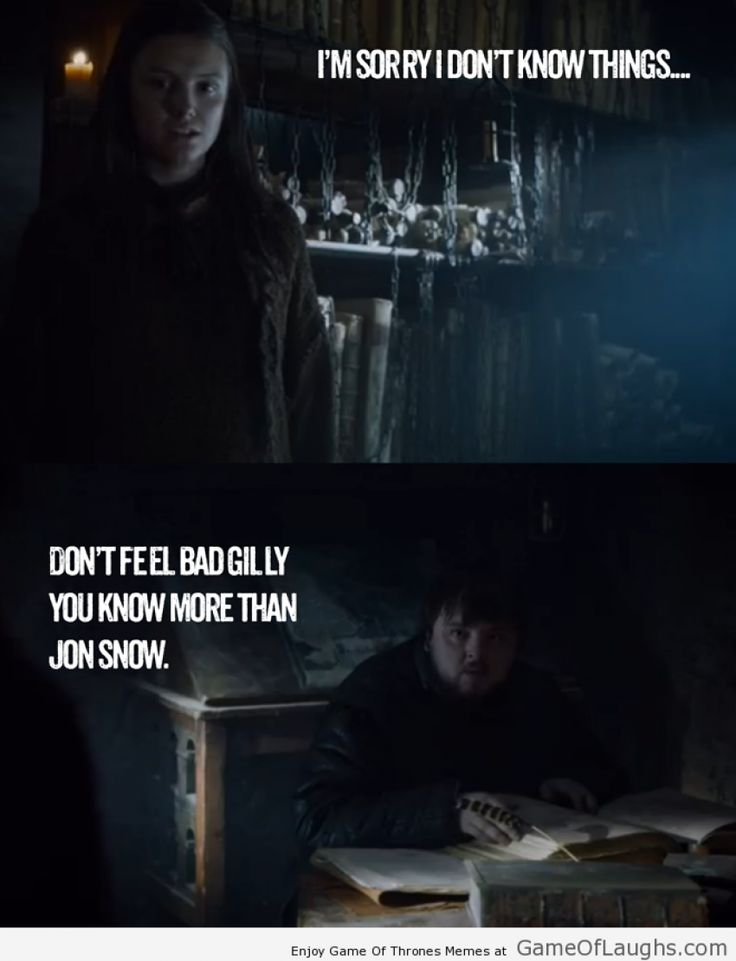 I'M SORRY I DON'T KNOW THINGS....
DON'T FEEL BAD GILLY
YOU KNOW MORE THAN
JON SNOW.
Enjoy Game Of Thrones Memes at GameOfLaughs.com